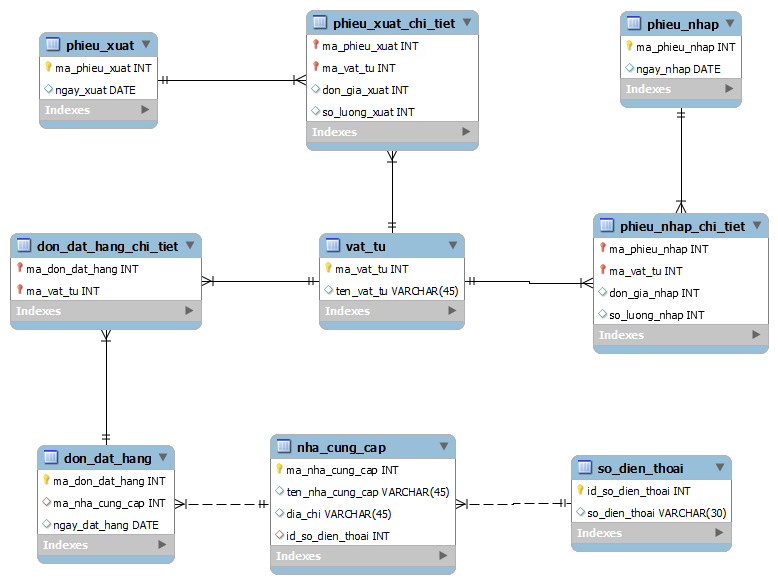 phieu_xuat
ma_phieu_xuat INT
ngay_xuat DATE
Indexes
phieu_xuat_chi_tiet
ma_phieu_xuat INT
ma_vat_tu INT
don_gia_xuat INT
so_luong_xuat INT
Indexes
phieu_nhap
ma_phieu_nhap INT
ngay_nhap DATE
Indexes
don_dat_hang_chi_tiet
ma_don_dat_hang INT
ma_vat_tu INT
Indexes
vat_tu
ma_vat_tu INT
ten_vat_tu VARCHAR(45)
Indexes
phieu_nhap_chi_tiet
ma_phieu_nhap INT
ma_vat_tu INT
don_gia_nhap INT
so_luong_nhap INT
Indexes
don_dat_hang
ma_don_dat_hang INT
ma_nha_cung_cap INT
ngay_dat_hang DATE
Indexes
nha_cung_cap
ma_nha_cung_cap INT
ten_nha_cung_cap VARCHAR(45)
dia_chi VARCHAR(45)
id_so_dien_thoai INT
Indexes
so_dien_thoai
id_so_dien_thoai INT
so_dien_thoai VARCHAR(30)
Indexes